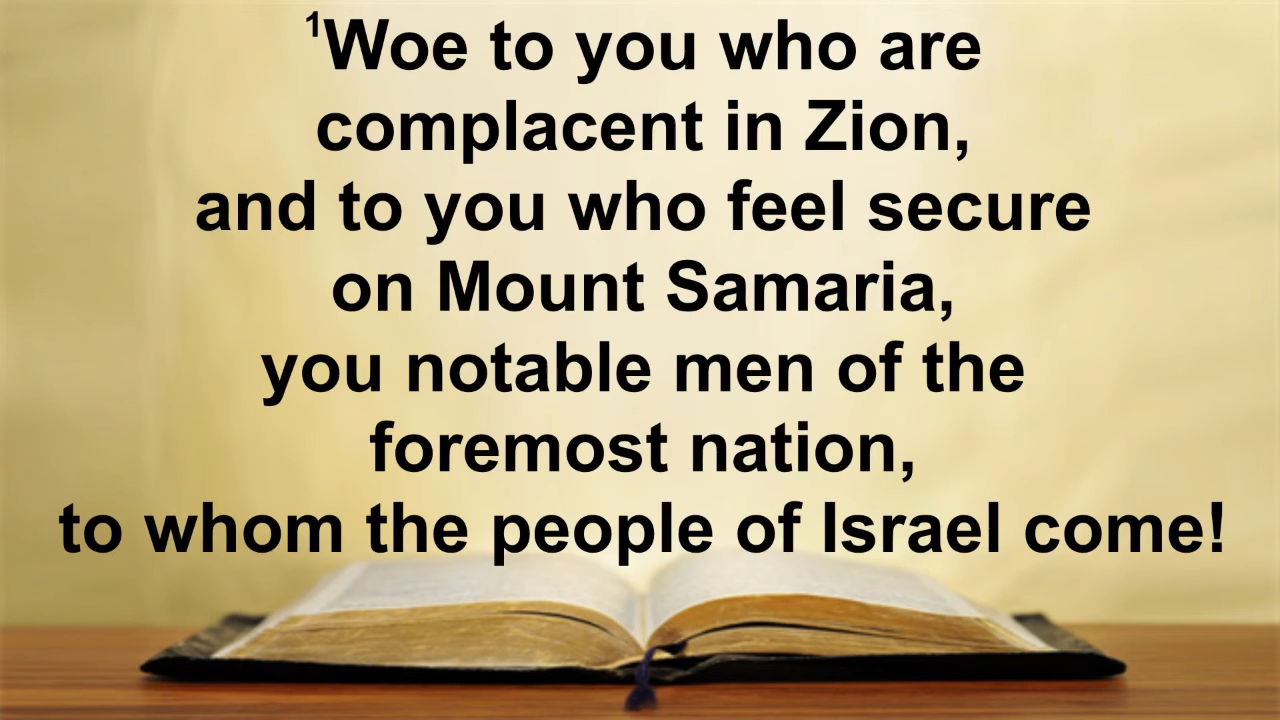 ¹Woe to you who are
complacent in Zion,
and to you who feel secure
on Mount Samaria,
you notable men of the
foremost nation,
to whom the people of Israel come!